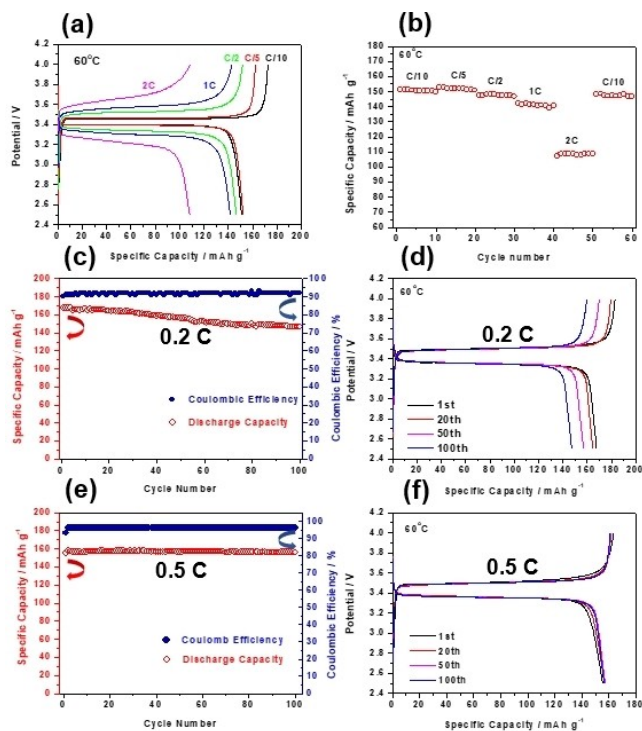 (a)
4.0
3.8
3.6
3.4
3.2
3.0
2.8
2.6
2.4
Potential / V
60°C
2C
1C
C/2
C/5
C/10
0 20 40 60 80 100 120 140 160 180 200
Specific Capacity / mAh g⁻¹
(b)
180
170
160
150
140
130
120
110
100
90
80
70
60
Specific Capacity / mAh g⁻¹
60°C
C/10
C/5
C/2
1C
2C
C/10
0 10 20 30 40 50 60
Cycle number
(c)
200
180
160
140
120
100
80
60
40
20
0
Specific Capacity / mAh g⁻¹
0.2 C
Coulombic Efficiency
Discharge Capacity
100
90
80
70
60
50
40
30
20
10
0
Coulombic Efficiency / %
0 20 40 60 80 100
Cycle Number
(d)
4.2
4.0
3.8
3.6
3.4
3.2
3.0
2.8
2.6
2.4
Potential / V
60°C
0.2 C
1st
20th
50th
100th
0 20 40 60 80 100 120 140 160 180 200
Specific Capacity / mAh g⁻¹
(e)
200
180
160
140
120
100
80
60
40
20
0
Specific Capacity / mAh g⁻¹
0.5 C
Coulomb Efficiency
Discharge Capacity
100
90
80
70
60
50
40
30
20
10
0
Coulombic Efficiency / %
0 20 40 60 80 100
Cycle Number
(f)
4.2
4.0
3.8
3.6
3.4
3.2
3.0
2.8
2.6
2.4
Potential / V
60°C
0.5 C
1st
20th
50th
100th
0 20 40 60 80 100 120 140 160 180
Specific Capacity / mAh g⁻¹